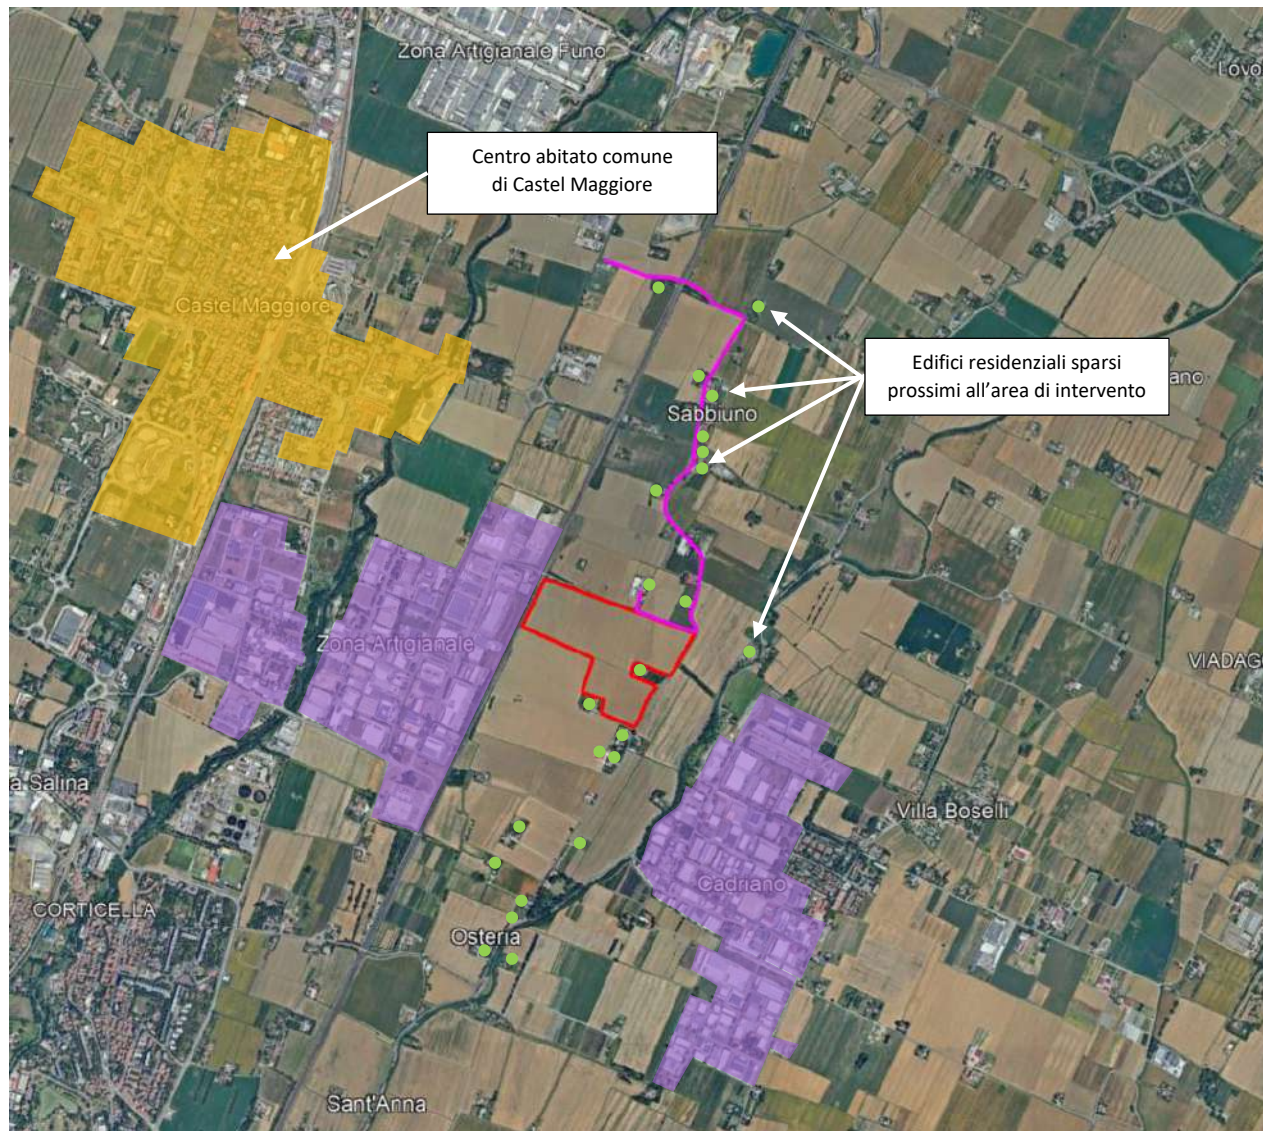 Zona Artigianale Funo
Lovo
Centro abitato comune
di Castel Maggiore
Castel Maggiore
Edifici residenziali sparsi
prossimi all'area di intervento
ano
Sabbiuno
Zona Artigianale
VIADAG
a Salina
Villa Boselli
Cadriano
CORTICELLA
Osteria
Sant'Anna